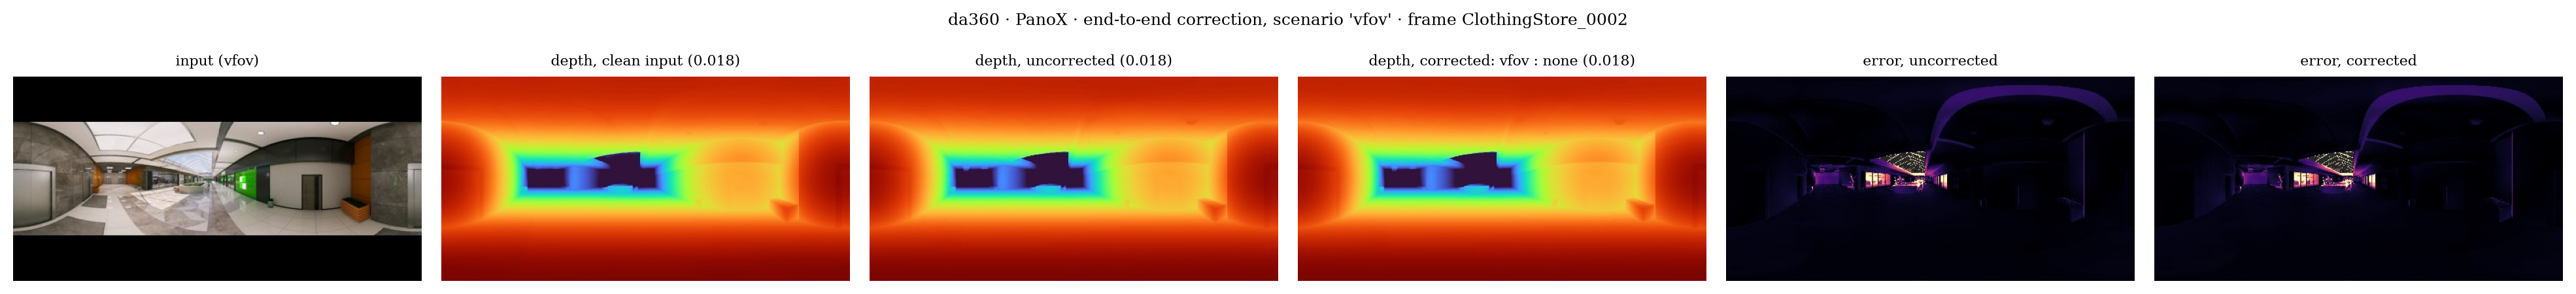 da360 · PanoX · end-to-end correction, scenario 'vfov' · frame ClothingStore_0002
input (vfov)
depth, clean input (0.018)
depth, uncorrected (0.018)
depth, corrected: vfov : none (0.018)
error, uncorrected
error, corrected